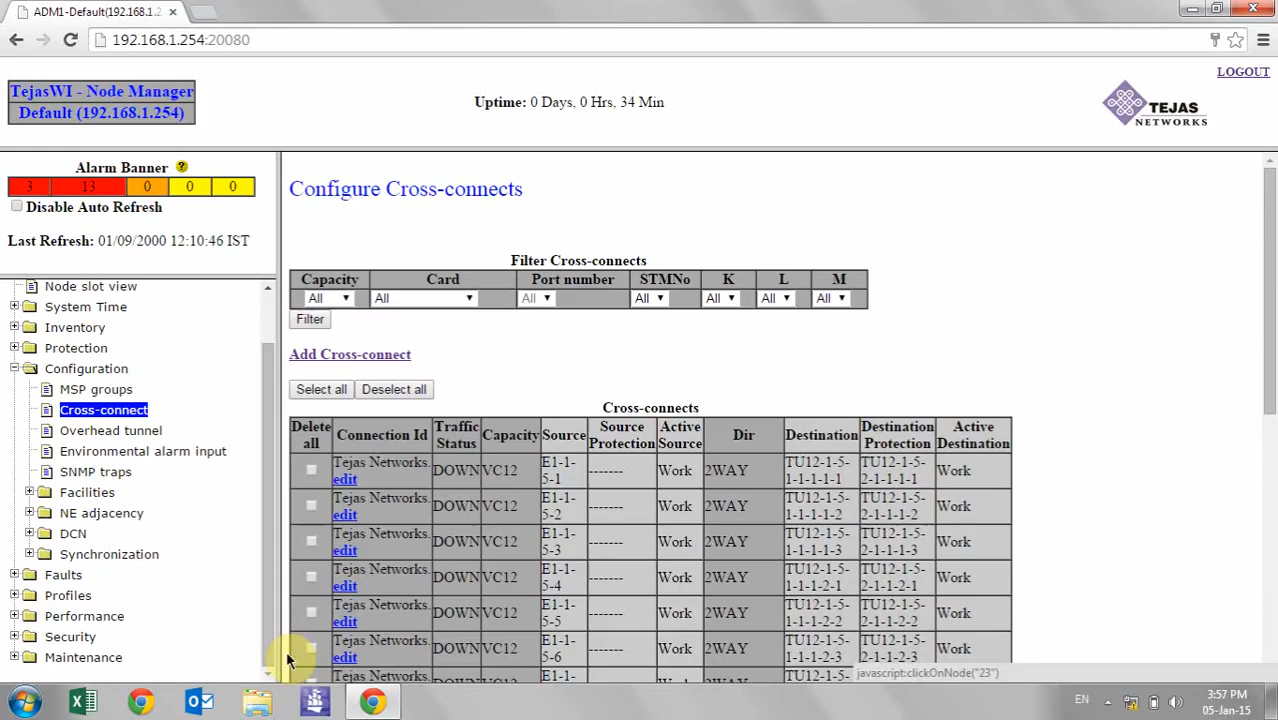 ADM1-Default(192.168.1.2
192.168.1.254:20080
LOGOUT
TejasWI - Node Manager
Default (192.168.1.254)
Uptime: 0 Days, 0 Hrs, 34 Min
TEJAS
NETWORKS
Alarm Banner ?
3 13 0 0 0
Disable Auto Refresh
Last Refresh: 01/09/2000 12:10:46 IST
Node slot view
System Time
Inventory
Protection
Configuration
MSP groups
Cross-connect
Overhead tunnel
Environmental alarm input
SNMP traps
Facilities
NE adjacency
DCN
Synchronization
Faults
Profiles
Performance
Security
Maintenance
Configure Cross-connects
Filter Cross-connects
Capacity Card Port number STMNo K L M
All All All All All All All
Filter
Add Cross-connect
Select all Deselect all
Cross-connects
Delete all Connection Id Traffic Status Capacity Source Source Protection Active Source Dir Destination Destination Protection Active Destination
Tejas Networks. edit DOWN VC12 E1-1-5-1 ------- Work 2WAY TU12-1-5-1-1-1-1-1 TU12-1-5-2-1-1-1-1 Work
Tejas Networks. edit DOWN VC12 E1-1-5-2 ------- Work 2WAY TU12-1-5-1-1-1-1-2 TU12-1-5-2-1-1-1-2 Work
Tejas Networks. edit DOWN VC12 E1-1-5-3 ------- Work 2WAY TU12-1-5-1-1-1-1-3 TU12-1-5-2-1-1-1-3 Work
Tejas Networks. edit DOWN VC12 E1-1-5-4 ------- Work 2WAY TU12-1-5-1-1-1-2-1 TU12-1-5-2-1-1-2-1 Work
Tejas Networks. edit DOWN VC12 E1-1-5-5 ------- Work 2WAY TU12-1-5-1-1-1-2-2 TU12-1-5-2-1-1-2-2 Work
Tejas Networks. edit DOWN VC12 E1-1-5-6 ------- Work 2WAY TU12-1-5-1-1-1-2-3 TU12-1-5-2-1-1-2-3 Work
Tejas Networks.
javascript:clickOnNode("23")
EN
3:57 PM
05-Jan-15